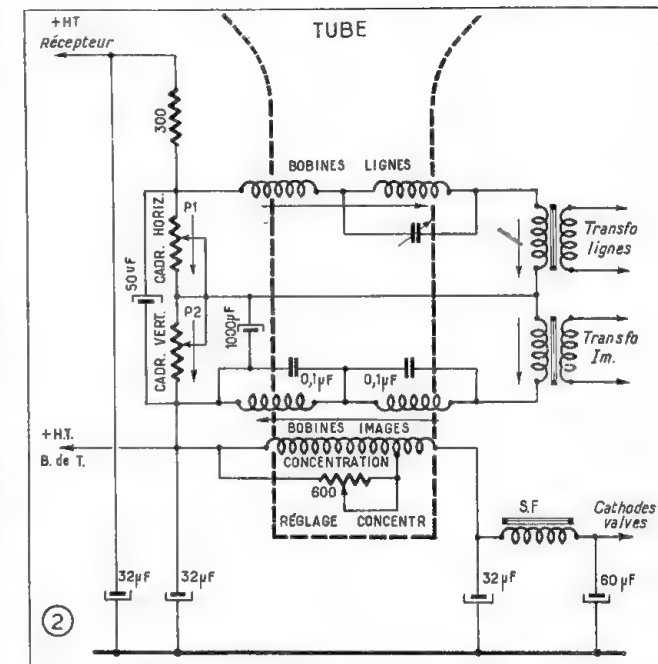 +HT
Récepteur
TUBE
300
BOBINES LIGNES
P1
CADR. HORIZ.
50µF
Transfo
lignes
P2
CADR. VERT.
1000µF
0,1µF
0,1µF
Transfo
Im.
BOBINES IMAGES
+H.T.
B. de T.
CONCENTRATION
600
RÉGLAGE CONCENTR
S.F
Cathodes
valves
32µF
32µF
32µF
60µF
2